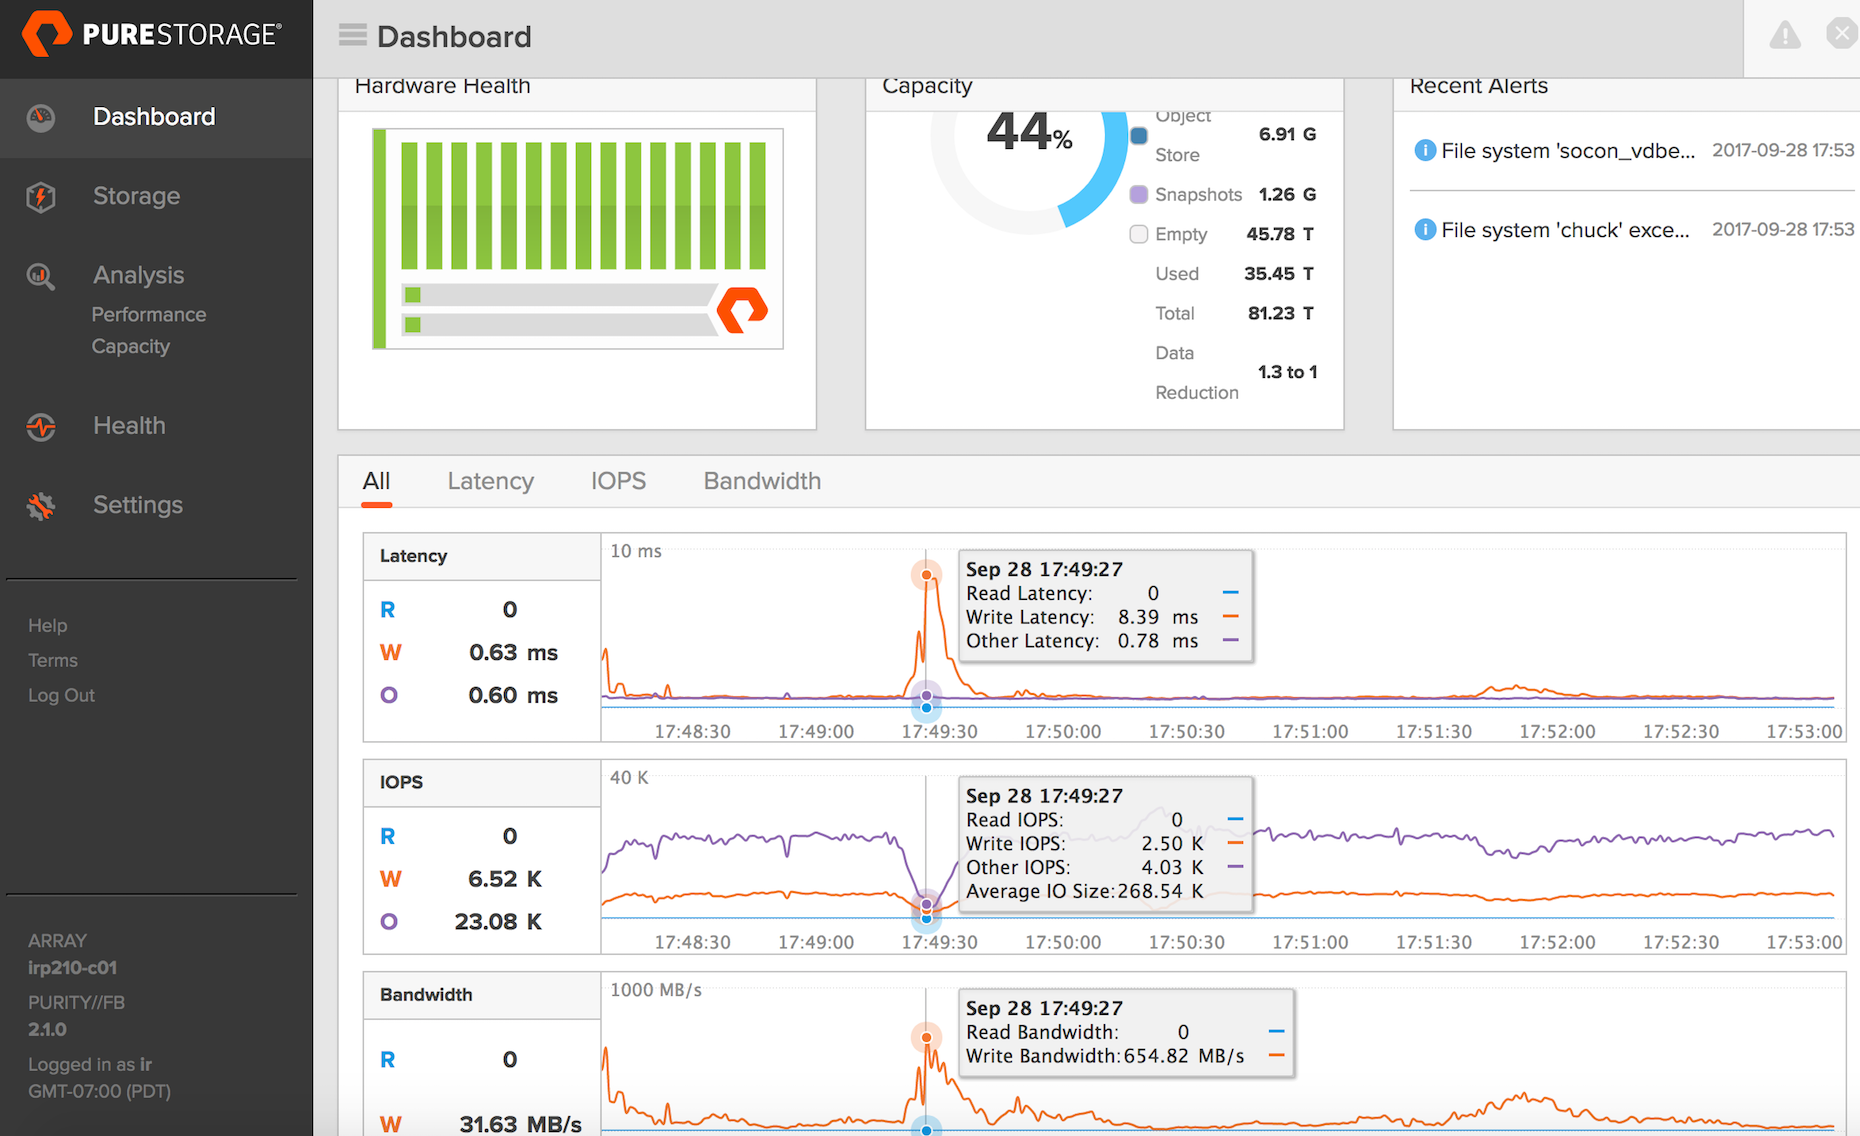 PURESTORAGE®
Dashboard
Dashboard
Storage
Analysis
Performance
Capacity
Health
Settings
Help
Terms
Log Out
ARRAY
irp210-c01
PURITY//FB
2.1.0
Logged in as ir
GMT-07:00 (PDT)
Hardware Health
Capacity
44%
Object
Store 6.91 G
Snapshots 1.26 G
Empty 45.78 T
Used 35.45 T
Total 81.23 T
Data
Reduction 1.3 to 1
Recent Alerts
File system 'socon_vdbe... 2017-09-28 17:53
File system 'chuck' exce... 2017-09-28 17:53
All Latency IOPS Bandwidth
Latency
R 0
W 0.63 ms
O 0.60 ms
10 ms
Sep 28 17:49:27
Read Latency: 0
Write Latency: 8.39 ms
Other Latency: 0.78 ms
17:48:30 17:49:00 17:49:30 17:50:00 17:50:30 17:51:00 17:51:30 17:52:00 17:52:30 17:53:00
IOPS
R 0
W 6.52 K
O 23.08 K
40 K
Sep 28 17:49:27
Read IOPS: 0
Write IOPS: 2.50 K
Other IOPS: 4.03 K
Average IO Size:268.54 K
17:48:30 17:49:00 17:49:30 17:50:00 17:50:30 17:51:00 17:51:30 17:52:00 17:52:30 17:53:00
Bandwidth
R 0
W 31.63 MB/s
1000 MB/s
Sep 28 17:49:27
Read Bandwidth: 0
Write Bandwidth:654.82 MB/s